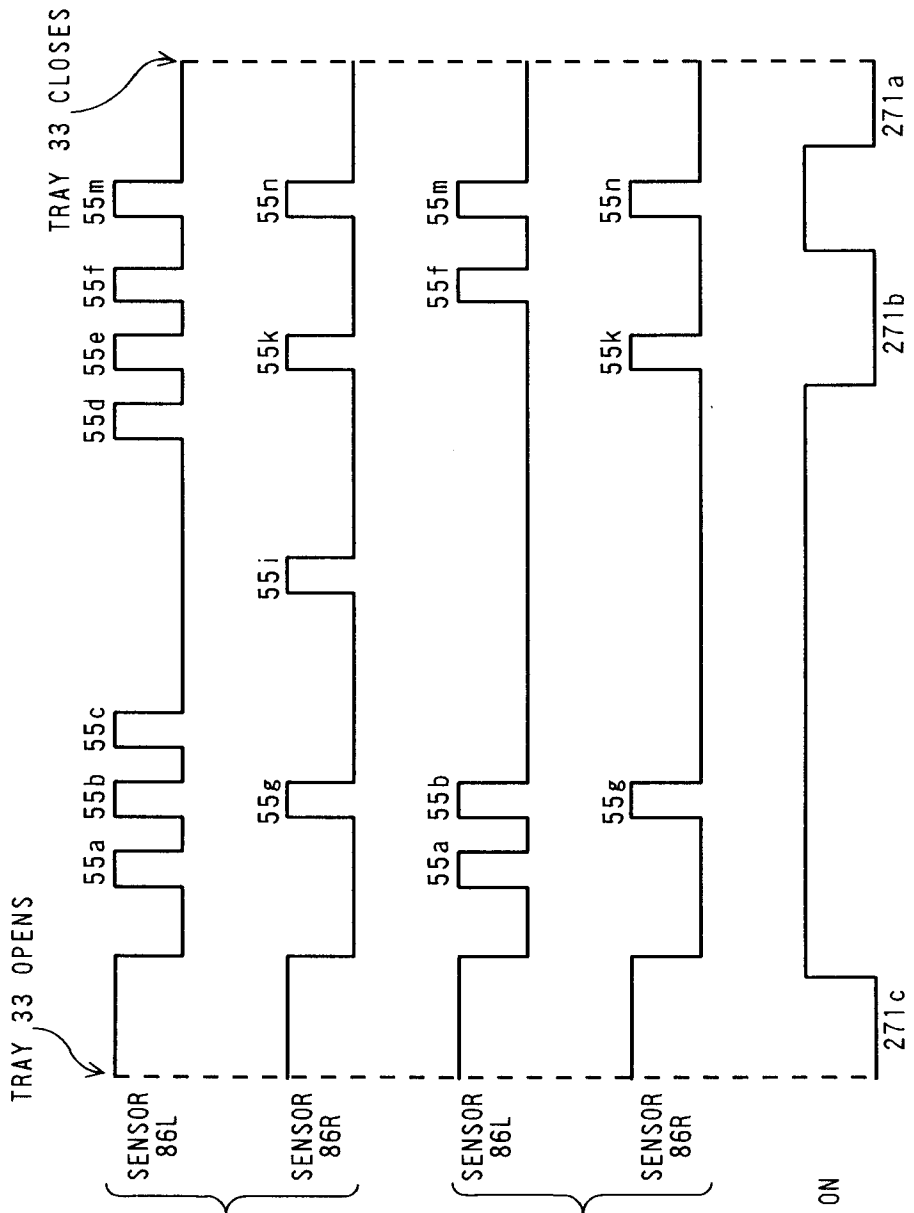 TRAY 33 OPENS
TRAY 33 CLOSES
SENSOR
86L
55a
55b
55c
55d
55e
55f
55m
SENSOR
86R
55g
55i
55k
55n
SENSOR
86L
55a
55b
55f
55m
SENSOR
86R
55g
55k
55n
ON
271c
271b
271a